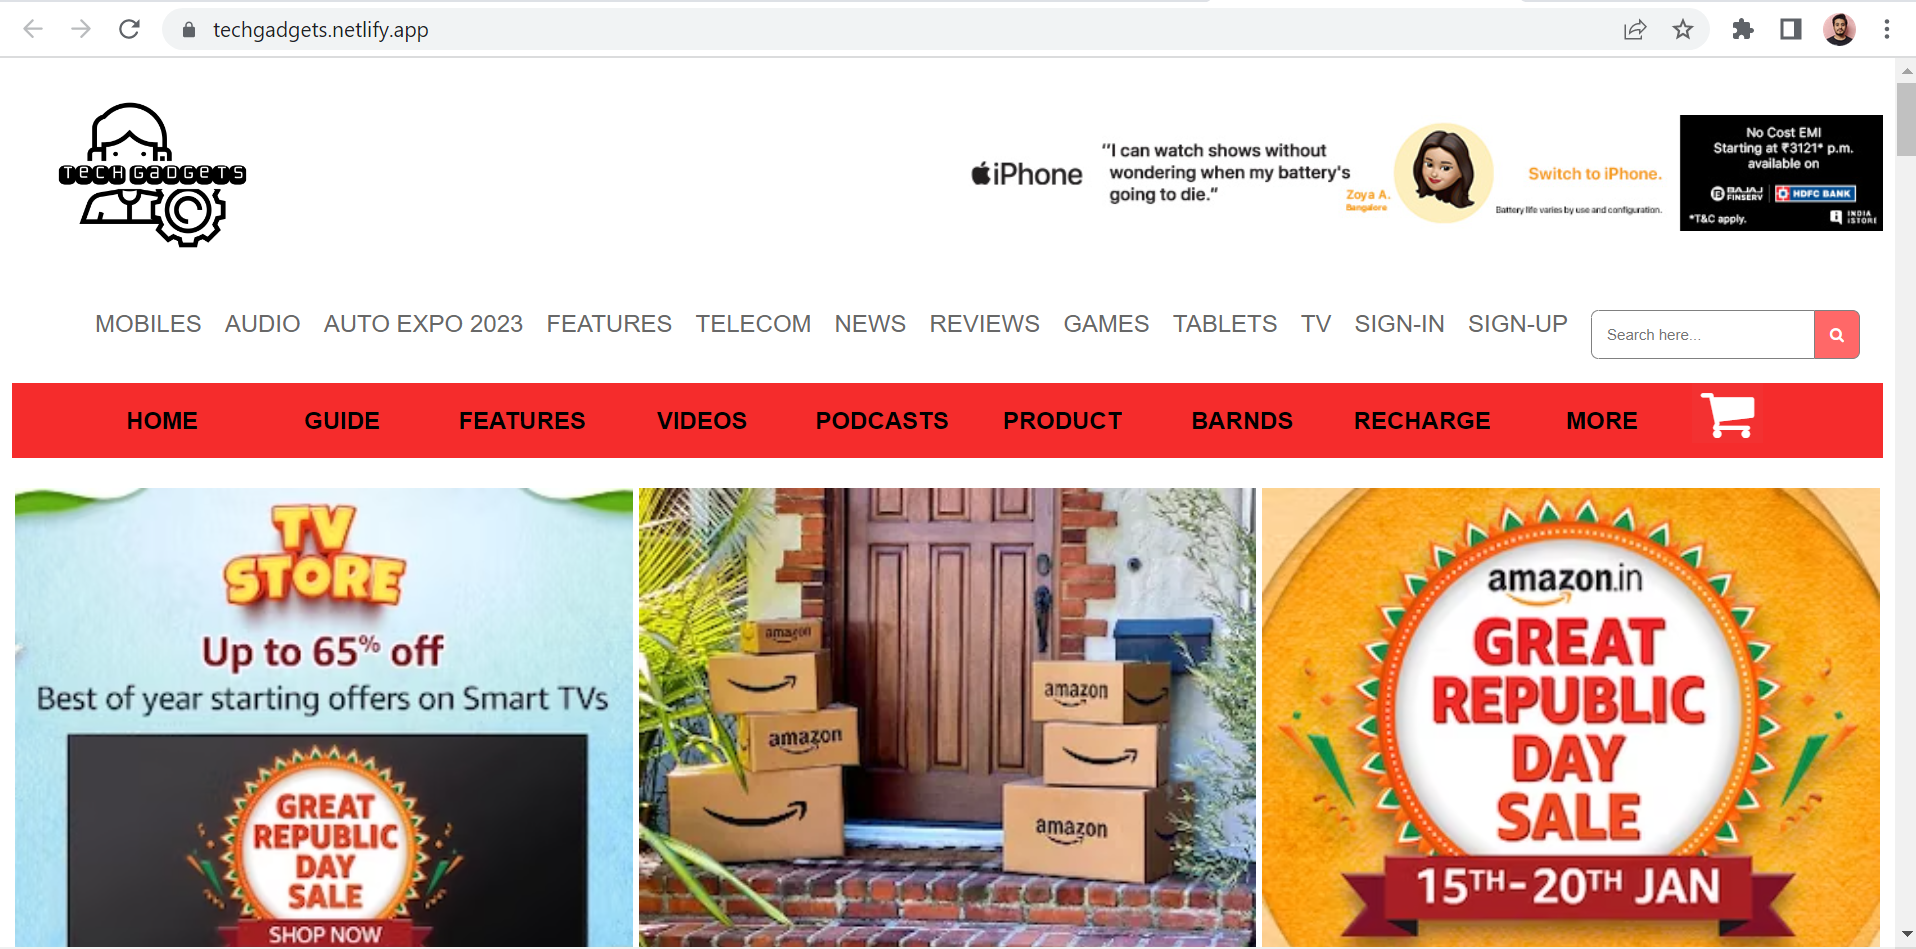 techgadgets.netlify.app
TECH GADGETS
iPhone
“I can watch shows without
wondering when my battery's
going to die.”
Zoya A.
Bangalore
Switch to iPhone.
Battery life varies by use and configuration.
No Cost EMI
Starting at ₹3121* p.m.
available on
BAJAJ
FINSERV
HDFC BANK
*T&C apply.
INDIA
iSTORE
MOBILES AUDIO AUTO EXPO 2023 FEATURES TELECOM NEWS REVIEWS GAMES TABLETS TV SIGN-IN SIGN-UP
Search here...
HOME GUIDE FEATURES VIDEOS PODCASTS PRODUCT BARNDS RECHARGE MORE
TV
STORE
Up to 65% off
Best of year starting offers on Smart TVs
GREAT
REPUBLIC
DAY
SALE
SHOP NOW
amazon
amazon
amazon
amazon
amazon.in
GREAT
REPUBLIC
DAY
SALE
15TH-20TH JAN